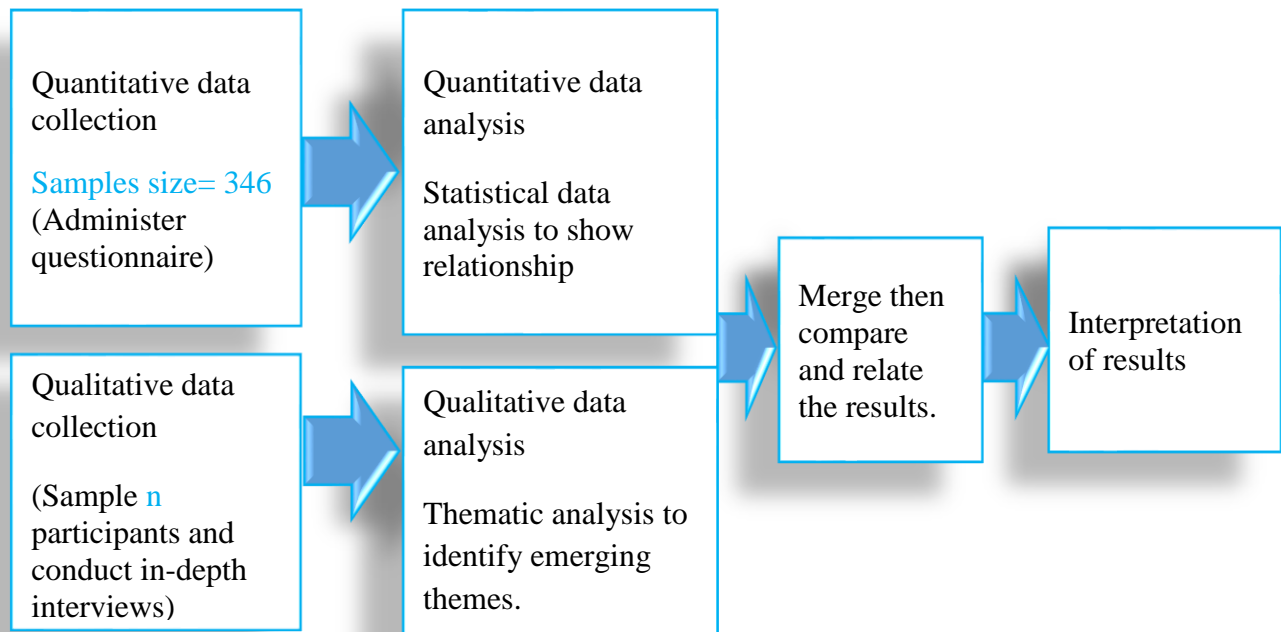 Quantitative data
collection
Samples size= 346
(Administer
questionnaire)
Quantitative data
analysis
Statistical data
analysis to show
relationship
Qualitative data
collection
(Sample n
participants and
conduct in-depth
interviews)
Qualitative data
analysis
Thematic analysis to
identify emerging
themes.
Merge then
compare
and relate
the results.
Interpretation
of results